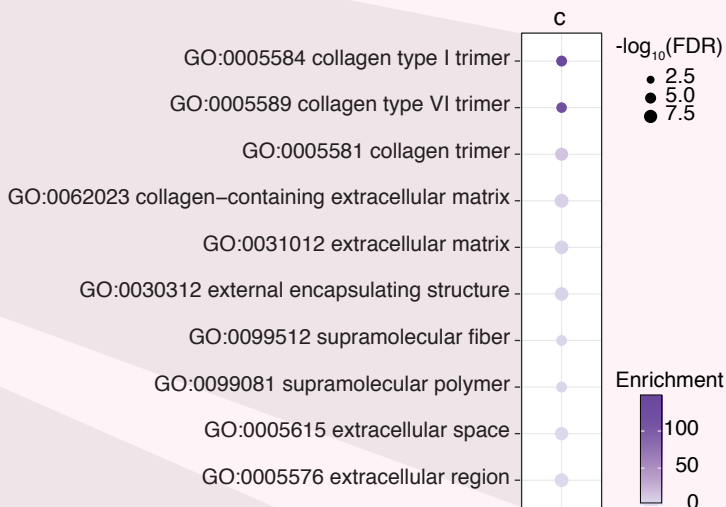 c
GO:0005584 collagen type I trimer
GO:0005589 collagen type VI trimer
GO:0005581 collagen trimer
GO:0062023 collagen−containing extracellular matrix
GO:0031012 extracellular matrix
GO:0030312 external encapsulating structure
GO:0099512 supramolecular fiber
GO:0099081 supramolecular polymer
GO:0005615 extracellular space
GO:0005576 extracellular region
-log10(FDR)
2.5
5.0
7.5
Enrichment
100
50
0